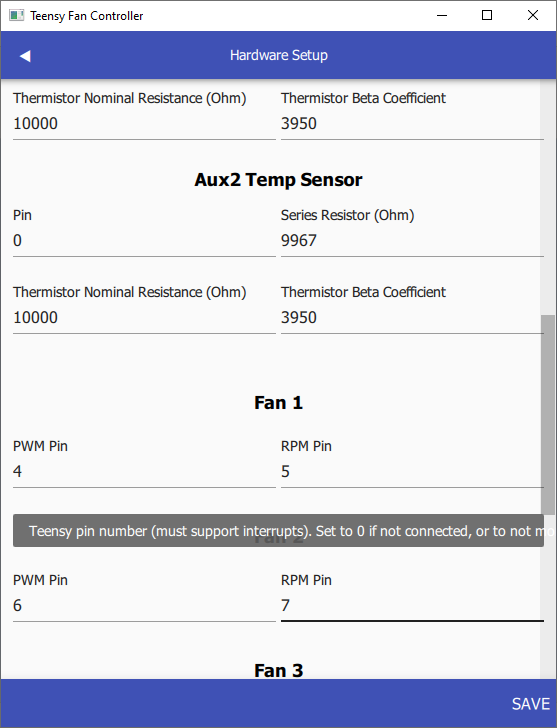 Teensy Fan Controller
Hardware Setup
Thermistor Nominal Resistance (Ohm) Thermistor Beta Coefficient
10000 3950
Aux2 Temp Sensor
Pin Series Resistor (Ohm)
0 9967
Thermistor Nominal Resistance (Ohm) Thermistor Beta Coefficient
10000 3950
Fan 1
PWM Pin RPM Pin
4 5
Teensy pin number (must support interrupts). Set to 0 if not connected, or to not mo
Fan 2
PWM Pin RPM Pin
6 7
Fan 3
SAVE